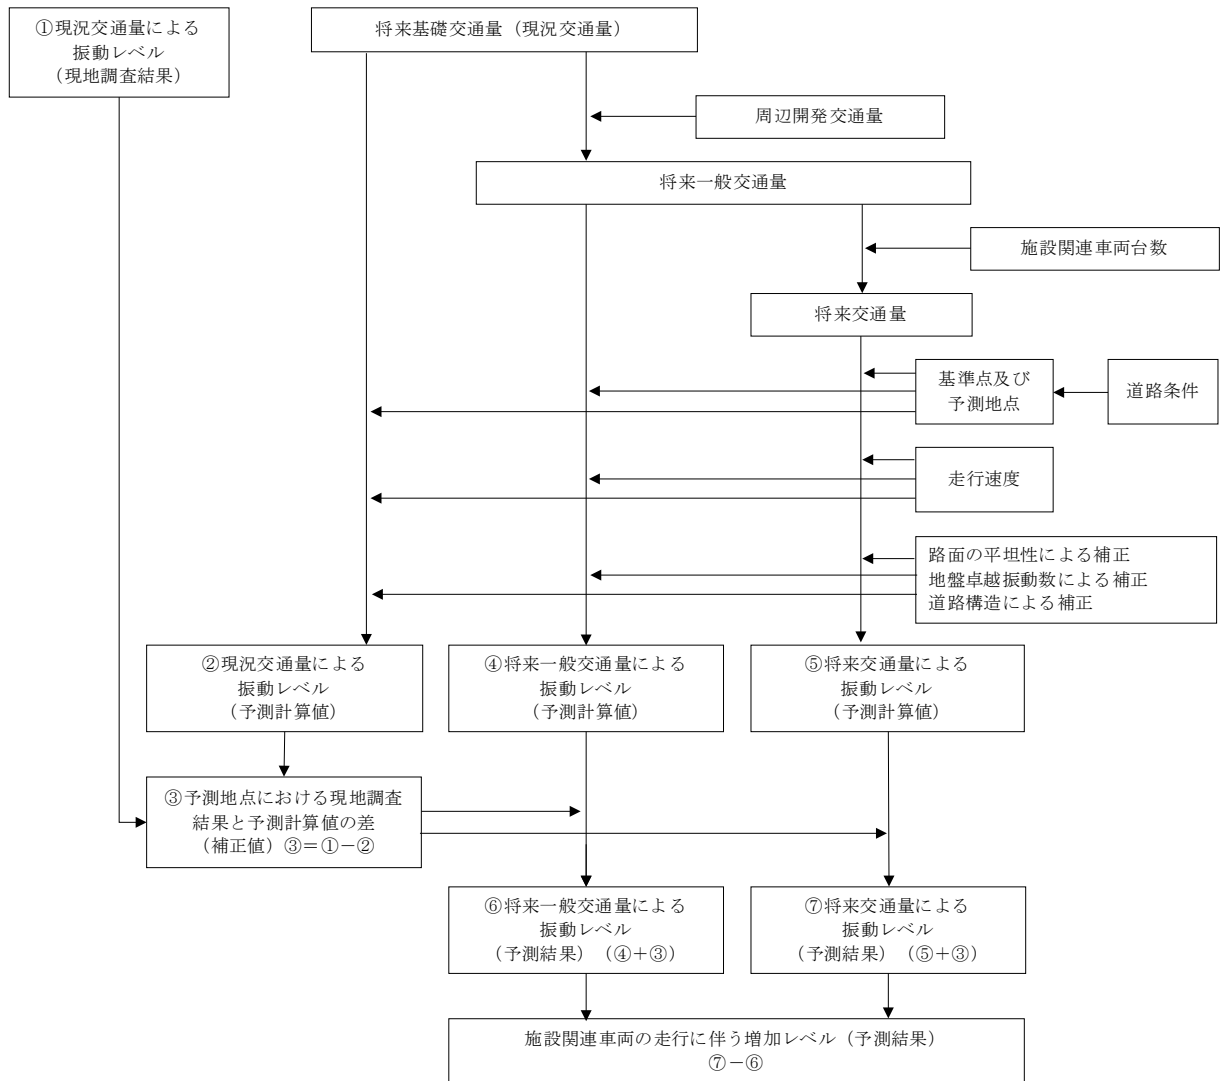 ①現況交通量による
振動レベル
（現地調査結果）
将来基礎交通量（現況交通量）
周辺開発交通量
将来一般交通量
施設関連車両台数
将来交通量
基準点及び
予測地点
道路条件
走行速度
路面の平坦性による補正
地盤卓越振動数による補正
道路構造による補正
②現況交通量による
振動レベル
（予測計算値）
④将来一般交通量による
振動レベル
（予測計算値）
⑤将来交通量による
振動レベル
（予測計算値）
③予測地点における現地調査
結果と予測計算値の差
（補正値）③＝①－②
⑥将来一般交通量による
振動レベル
（予測結果）（④＋③）
⑦将来交通量による
振動レベル
（予測結果）（⑤＋③）
施設関連車両の走行に伴う増加レベル（予測結果）
⑦－⑥